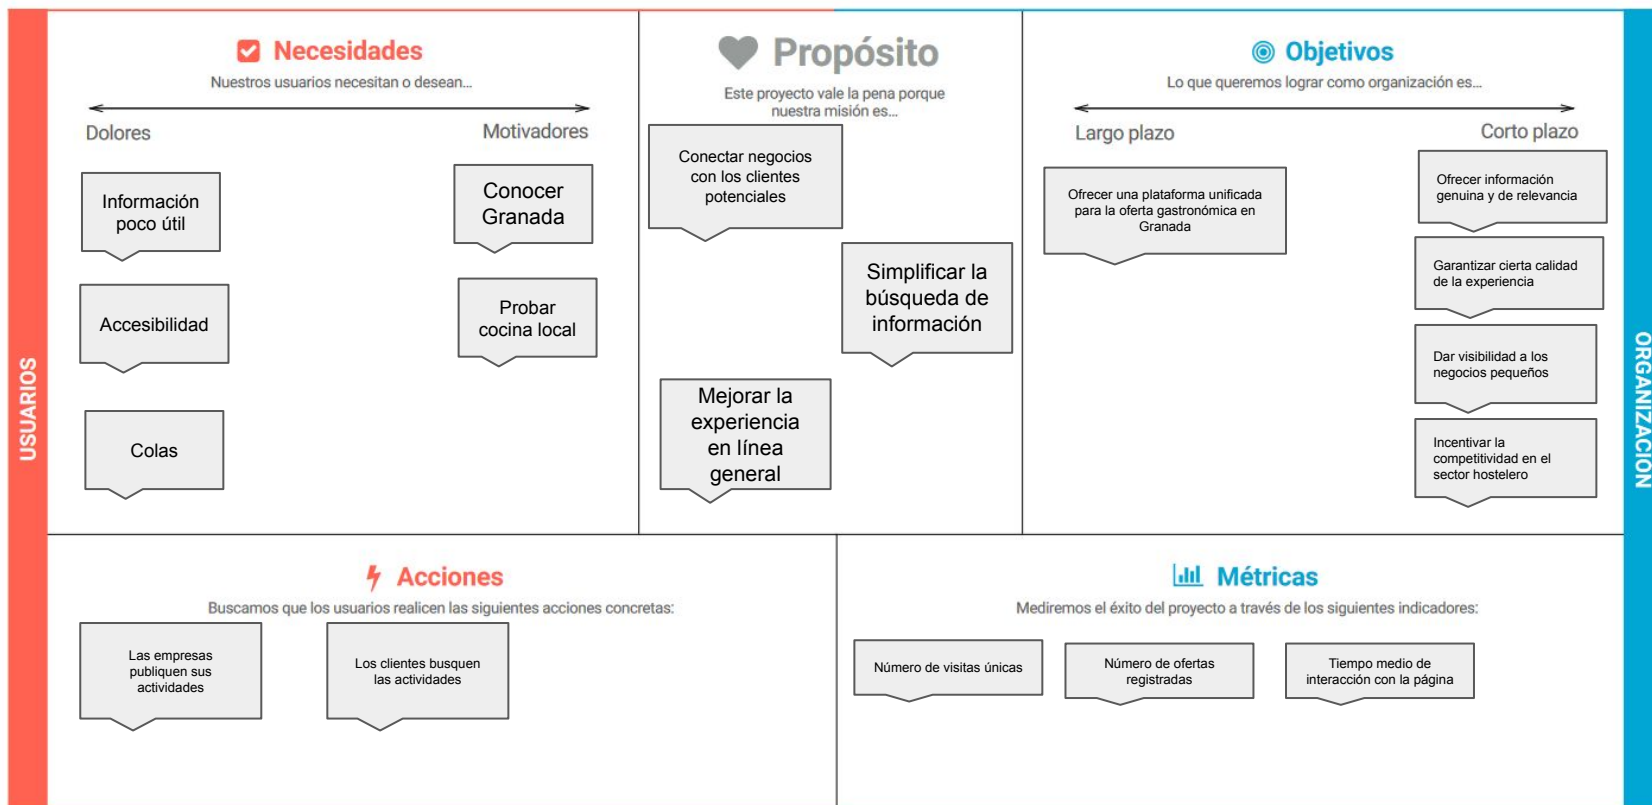 USUARIOS
Necesidades
Nuestros usuarios necesitan o desean...
Dolores
Motivadores
Información
poco útil
Accesibilidad
Colas
Conocer
Granada
Probar
cocina local
Propósito
Este proyecto vale la pena porque
nuestra misión es...
Conectar negocios
con los clientes
potenciales
Simplificar la
búsqueda de
información
Mejorar la
experiencia
en línea
general
Objetivos
Lo que queremos lograr como organización es...
Largo plazo
Corto plazo
Ofrecer una plataforma unificada
para la oferta gastronómica en
Granada
Ofrecer información
genuina y de relevancia
Garantizar cierta calidad
de la experiencia
Dar visibilidad a los
negocios pequeños
Incentivar la
competitividad en el
sector hostelero
ORGANIZACIÓN
Acciones
Buscamos que los usuarios realicen las siguientes acciones concretas:
Las empresas
publiquen sus
actividades
Los clientes busquen
las actividades
Métricas
Mediremos el éxito del proyecto a través de los siguientes indicadores:
Número de visitas únicas
Número de ofertas
registradas
Tiempo medio de
interacción con la página